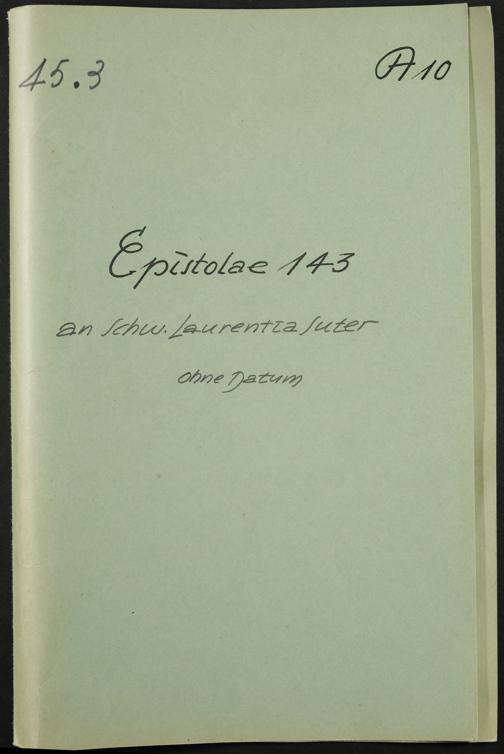 45.3
A10
Epistolae 143
an Schw. Laurentia Suter
ohne Datum